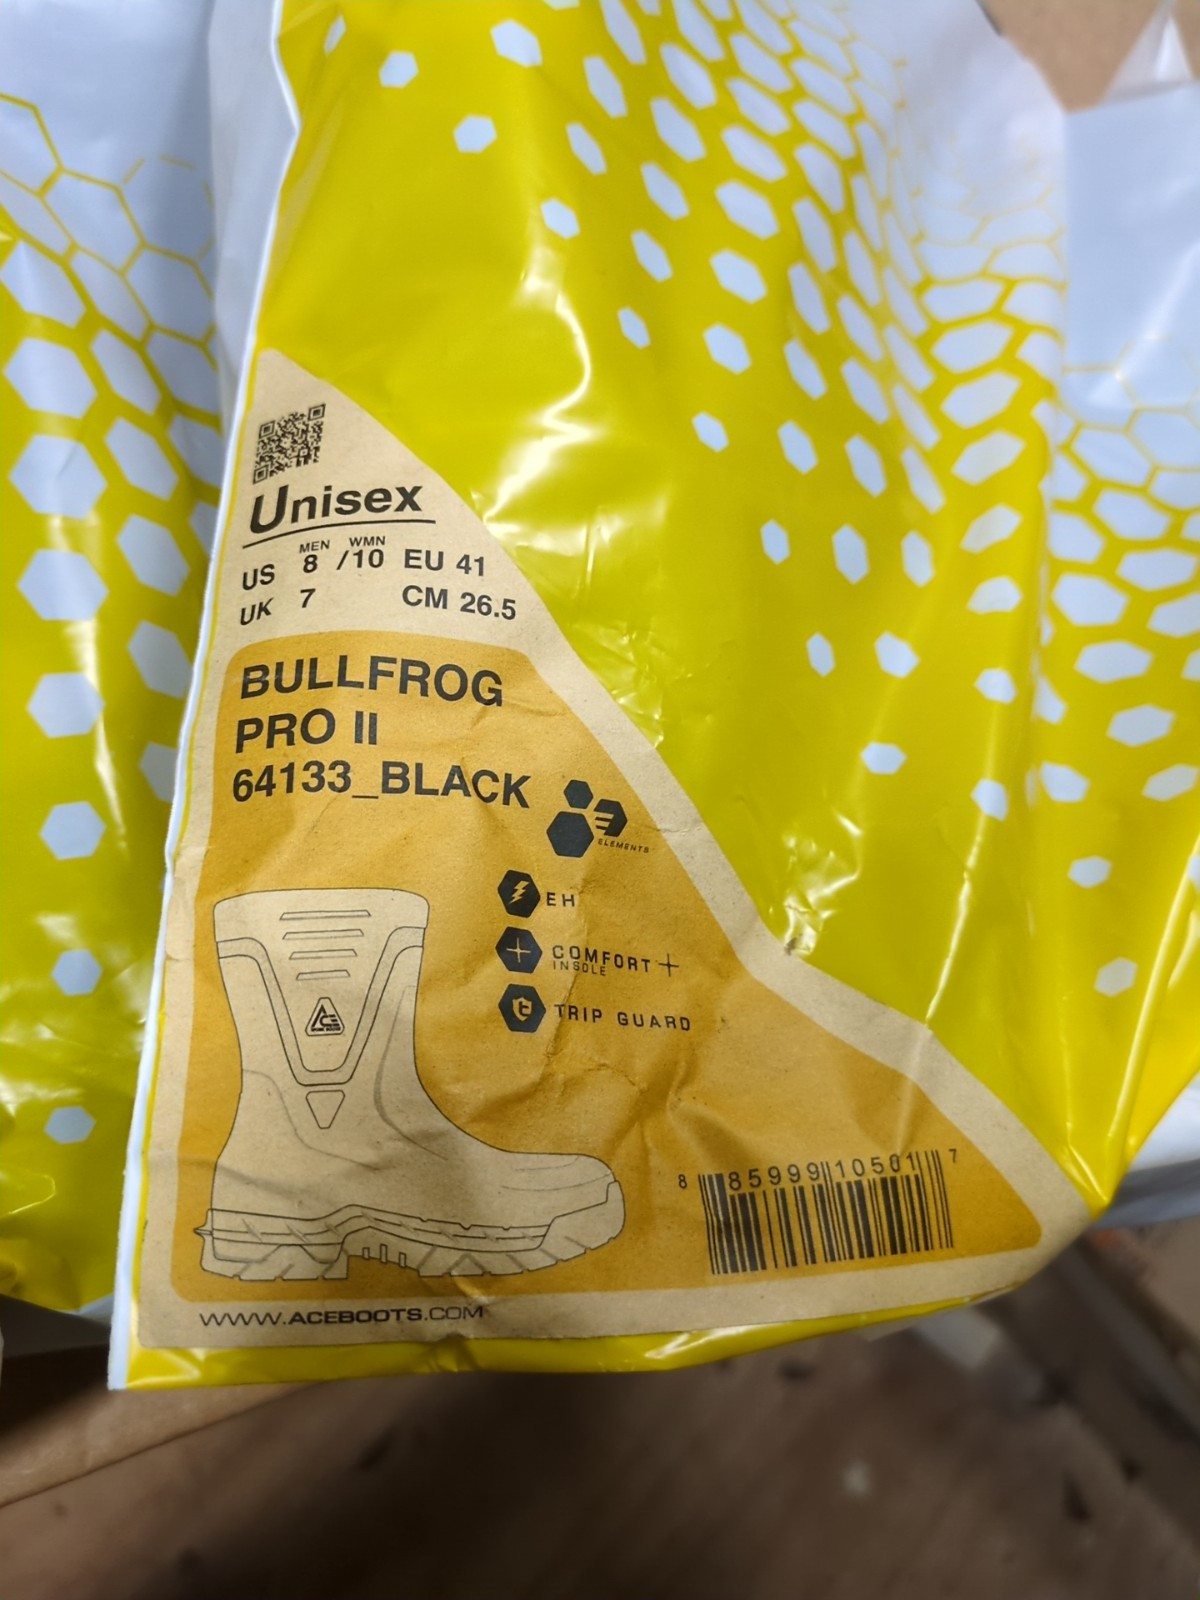 Unisex
MEN WMN
US 8 /10 EU 41
UK 7 CM 26.5
BULLFROG
PRO II
64133_BLACK
ELEMENTS
EH
COMFORT+
INSOLE
TRIP GUARD
ACE
8 85999 10501 7
WWW.ACEBOOTS.COM